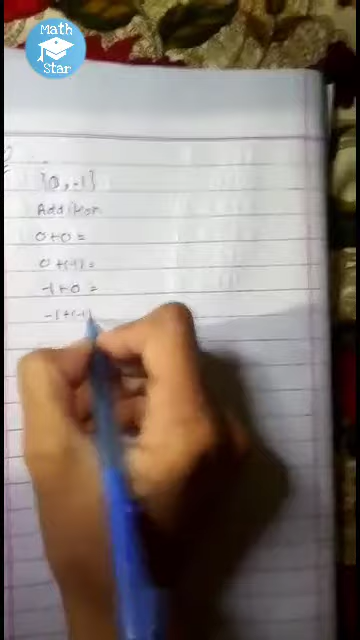 Math
Star
{0, -1}
Addition
0+0 =
0+(-1) =
-1+0 =
-1+(-1)